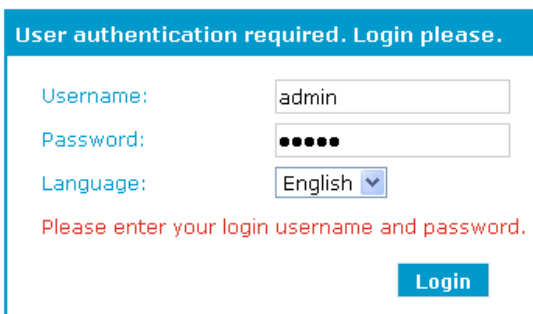 User authentication required. Login please.
Username: admin
Password: •••••
Language: English
Please enter your login username and password.
Login